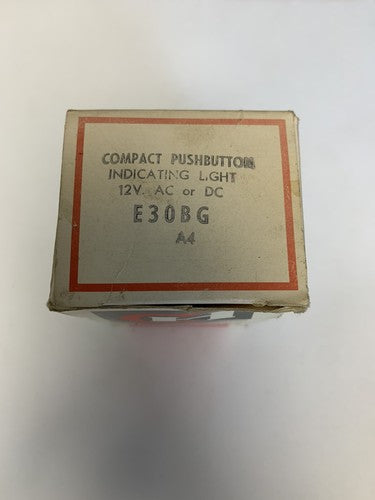 COMPACT PUSHBUTTON
INDICATING LIGHT
12V. AC or DC
E30BG
A4